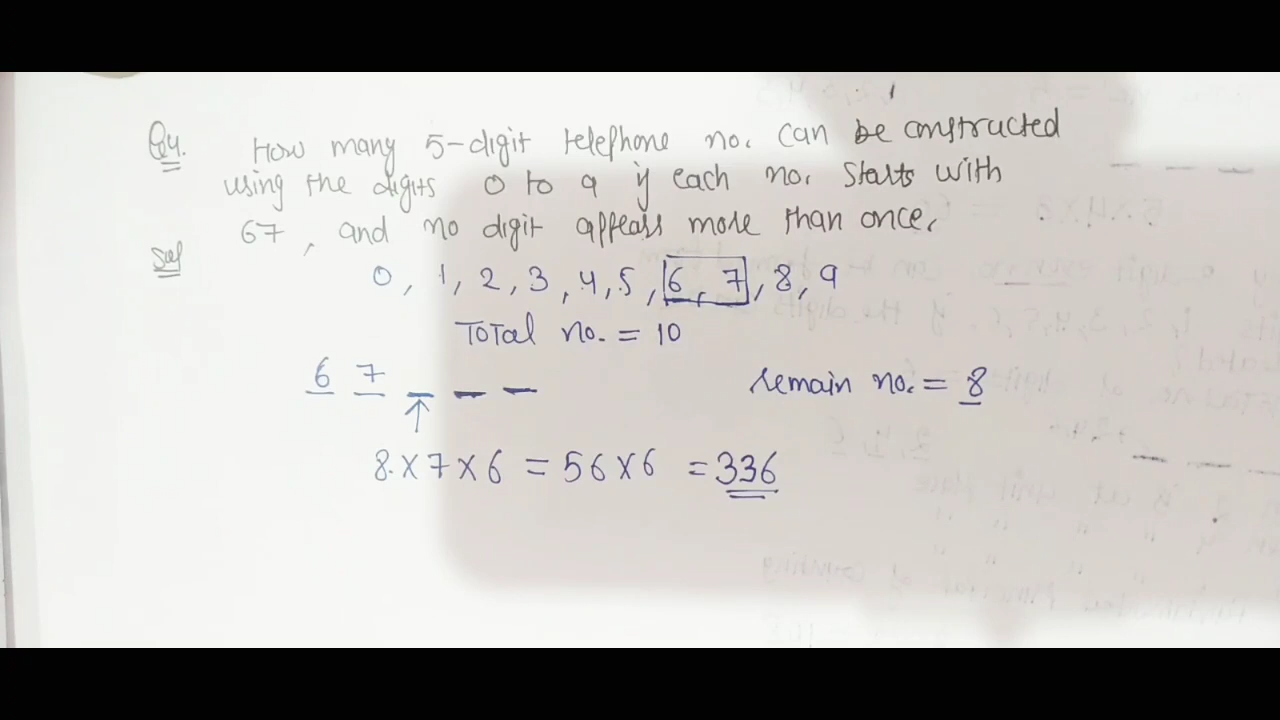 Q4. How many 5-digit telephone no. can be constructed
using the digits 0 to 9 if each no. starts with
67, and no digit appears more than once.
Sol
0, 1, 2, 3, 4, 5, 6, 7, 8, 9
Total no. = 10
6 7 _ _ _ remain no. = 8
8 × 7 × 6 = 56 × 6 = 336